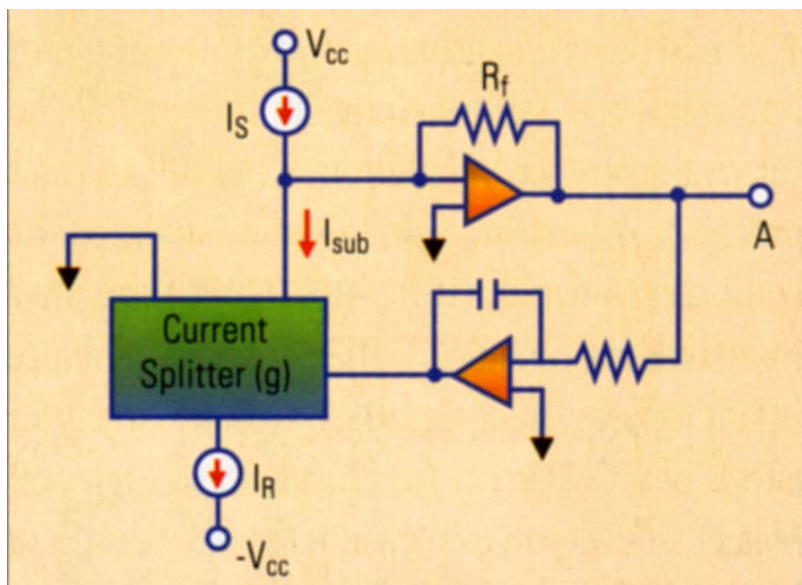 Vcc
Rf
IS
Isub
A
Current
Splitter (g)
IR
-Vcc